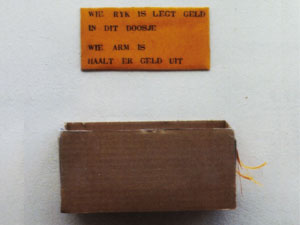 WIE RYK IS LEGT GELD
IN DIT DOOSJE
WIE ARM IS
HAALT ER GELD UIT